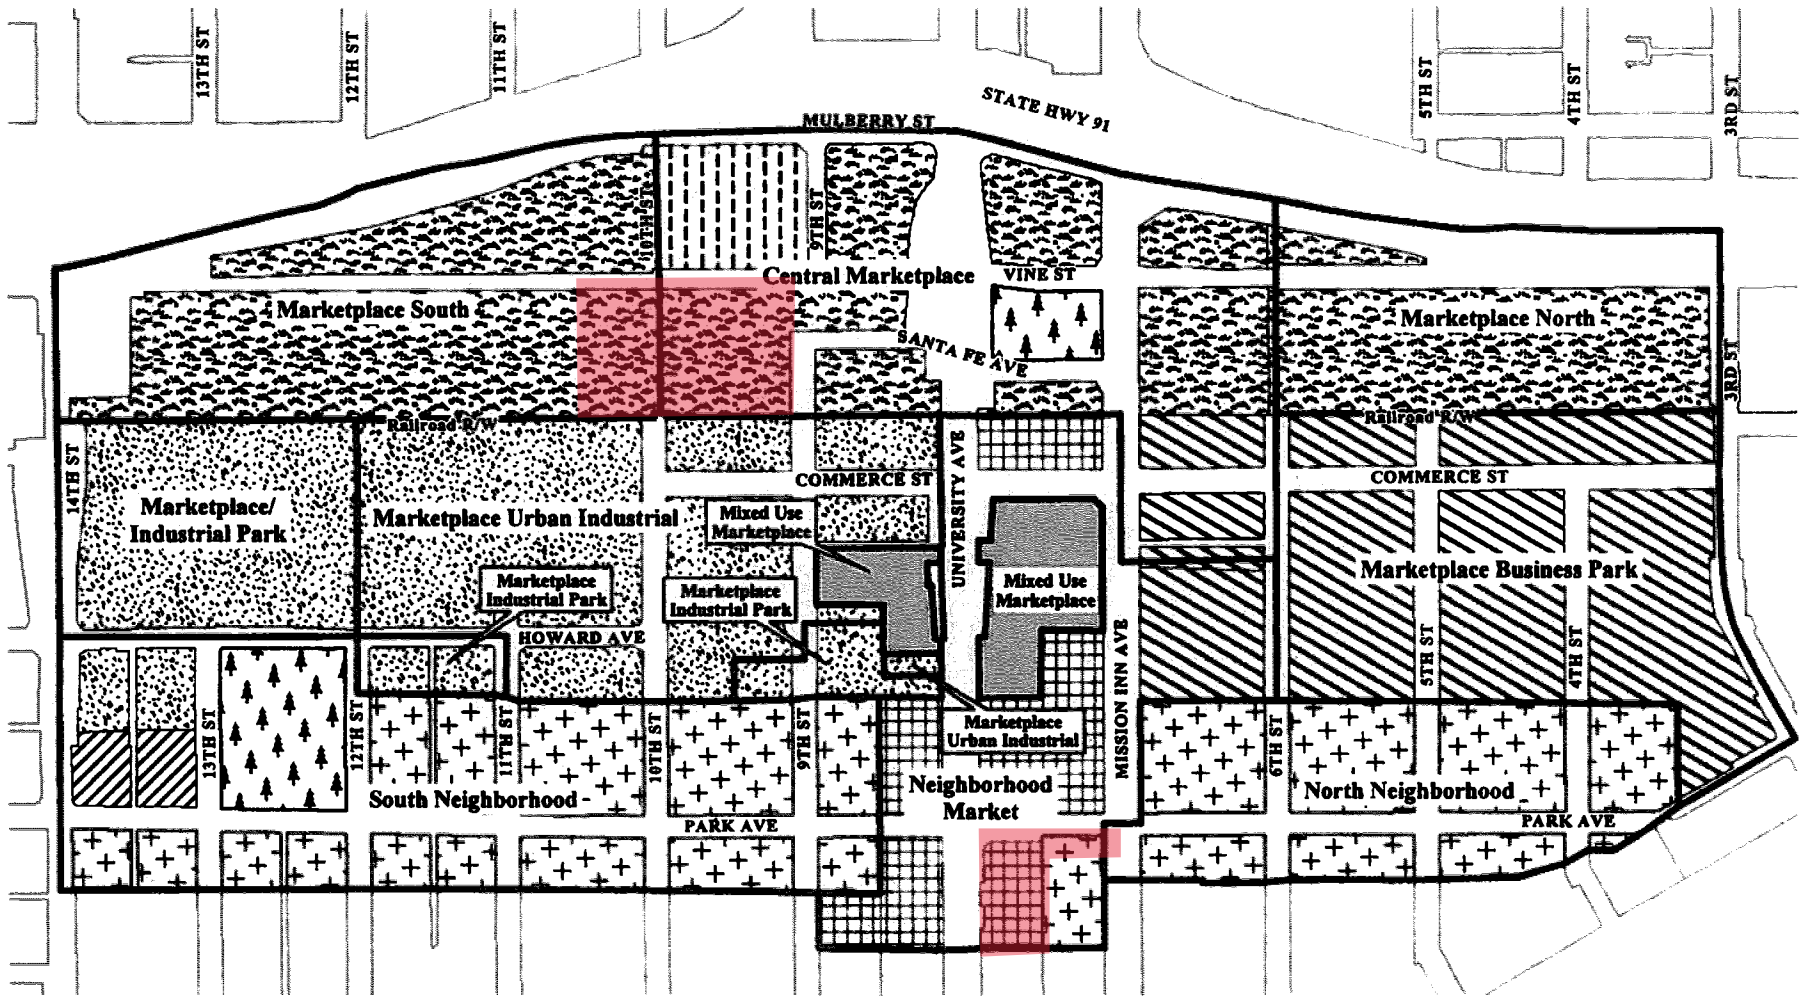 13TH ST
12TH ST
11TH ST
STATE HWY 91
5TH ST
4TH ST
3RD ST
MULBERRY ST
10TH ST
9TH ST
Central Marketplace
VINE ST
Marketplace South
Marketplace North
SANTA FE AVE
3RD ST
Railroad R/W
Railroad R/W
14TH ST
UNIVERSITY AVE
COMMERCE ST
COMMERCE ST
Marketplace/
Industrial Park
Marketplace Urban Industrial
Mixed Use
Marketplace
Marketplace
Industrial Park
Marketplace
Industrial Park
Mixed Use
Marketplace
Marketplace Business Park
HOWARD AVE
MISSION INN AVE
5TH ST
4TH ST
13TH ST
12TH ST
11TH ST
10TH ST
9TH ST
Marketplace
Urban Industrial
6TH ST
South Neighborhood
Neighborhood
Market
North Neighborhood
PARK AVE
PARK AVE